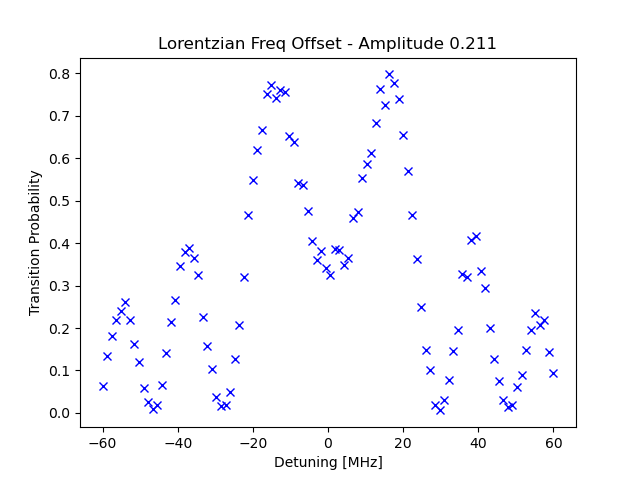 Lorentzian Freq Offset - Amplitude 0.211
Transition Probability
0.8
0.7
0.6
0.5
0.4
0.3
0.2
0.1
0.0
−60 −40 −20 0 20 40 60
Detuning [MHz]